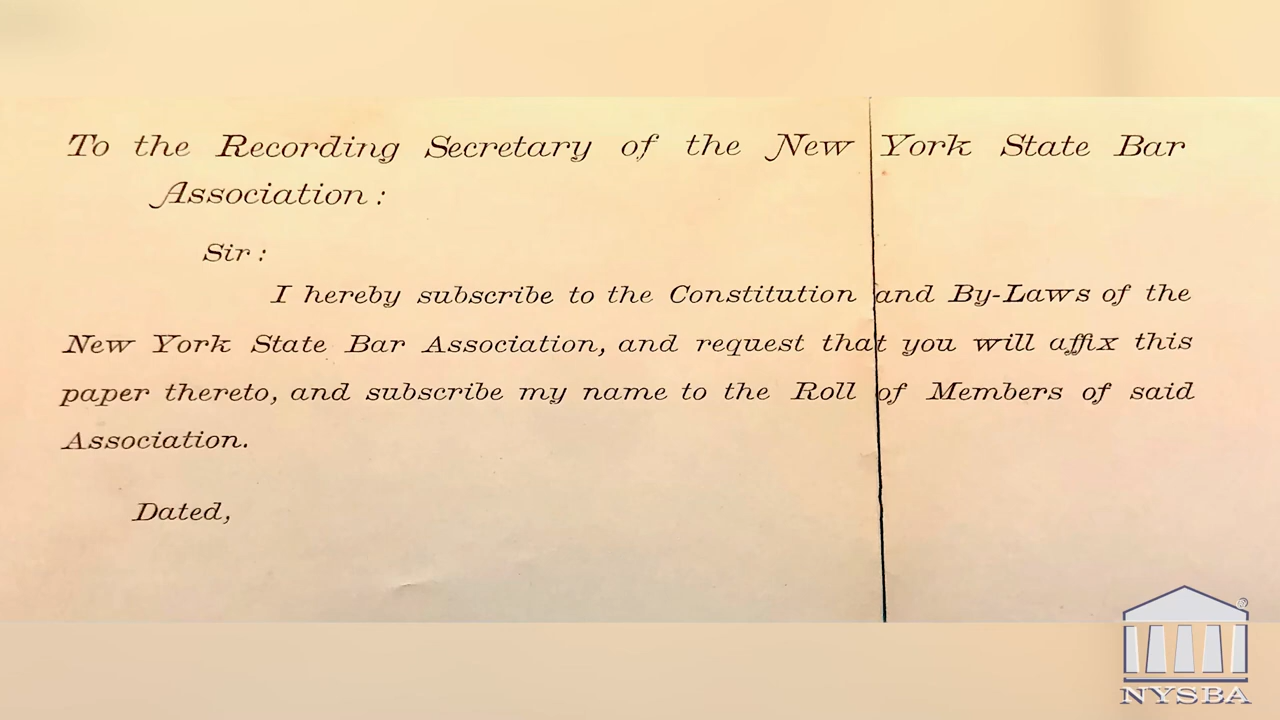 To the Recording Secretary of the New York State Bar
Association :
Sir :
I hereby subscribe to the Constitution and By-Laws of the
New York State Bar Association, and request that you will affix this
paper thereto, and subscribe my name to the Roll of Members of said
Association.
Dated,
®
NYSBA